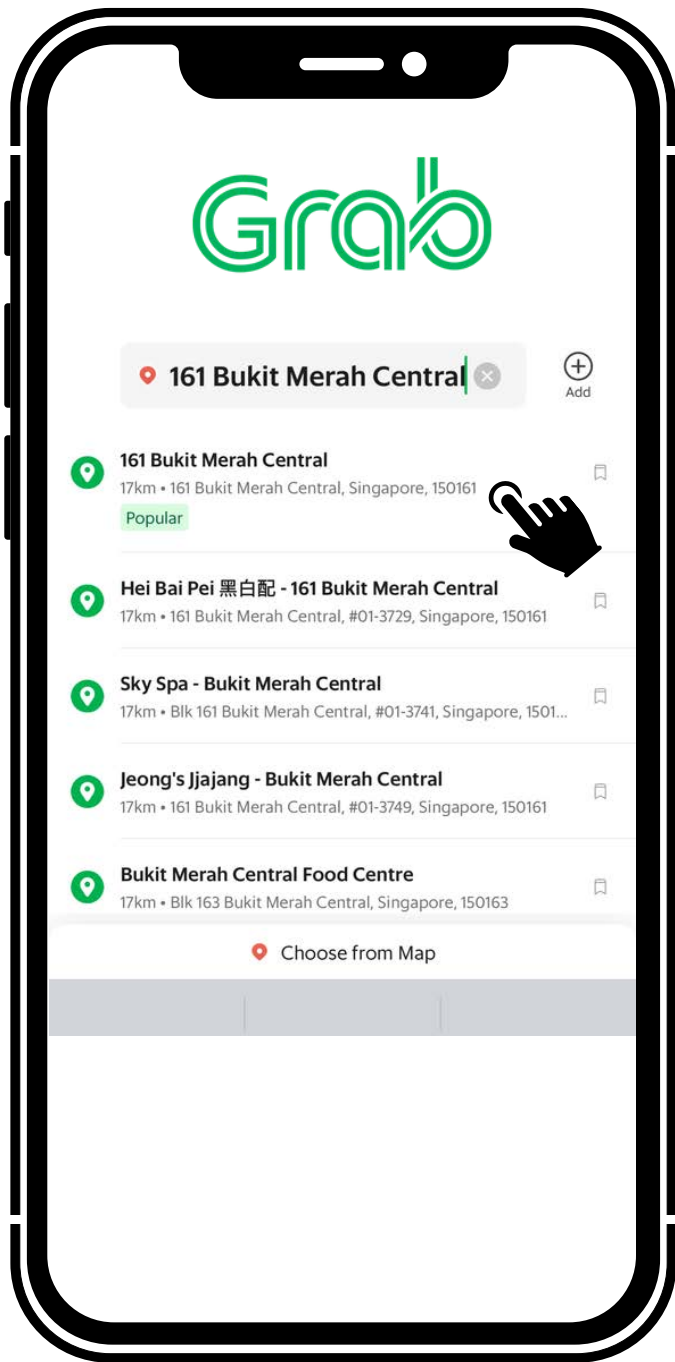 Grab
161 Bukit Merah Central
Add
161 Bukit Merah Central
17km • 161 Bukit Merah Central, Singapore, 150161
Popular
Hei Bai Pei 黑白配 - 161 Bukit Merah Central
17km • 161 Bukit Merah Central, #01-3729, Singapore, 150161
Sky Spa - Bukit Merah Central
17km • Blk 161 Bukit Merah Central, #01-3741, Singapore, 1501...
Jeong's Jjajang - Bukit Merah Central
17km • 161 Bukit Merah Central, #01-3749, Singapore, 150161
Bukit Merah Central Food Centre
17km • Blk 163 Bukit Merah Central, Singapore, 150163
Choose from Map